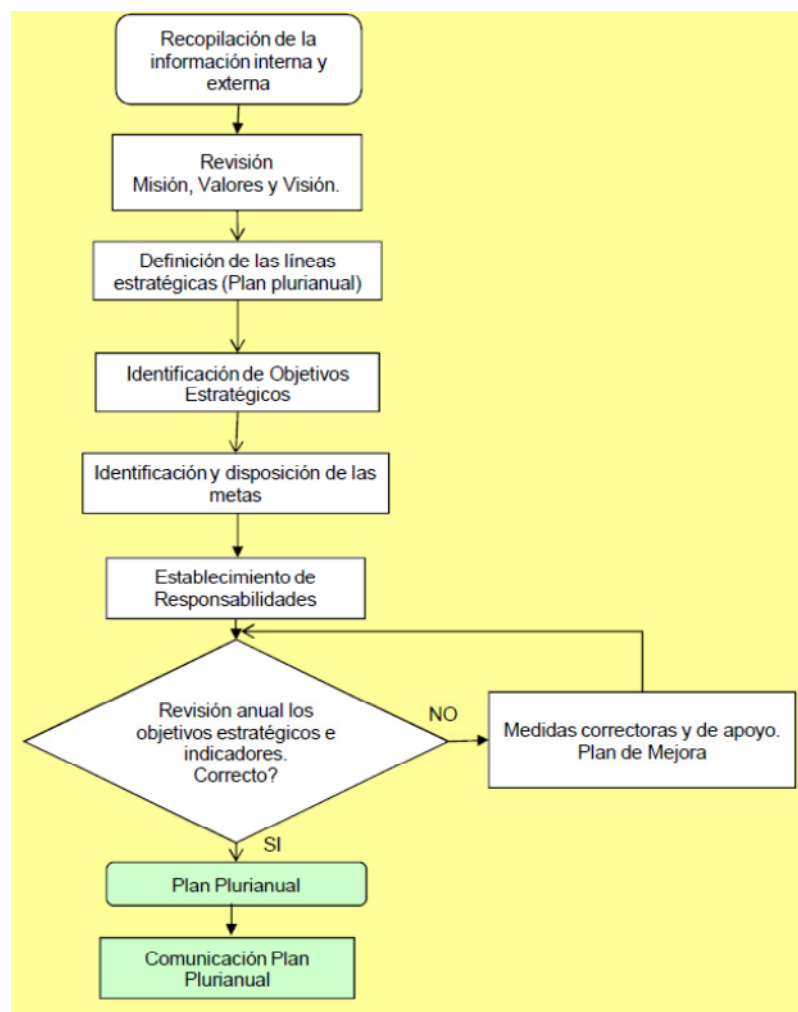 Recopilación de la
información interna y
externa
Revisión
Misión, Valores y Visión.
Definición de las líneas
estratégicas (Plan plurianual)
Identificación de Objetivos
Estratégicos
Identificación y disposición de las
metas
Establecimiento de
Responsabilidades
Revisión anual los
objetivos estratégicos e
indicadores.
Correcto?
NO
Medidas correctoras y de apoyo.
Plan de Mejora
SI
Plan Plurianual
Comunicación Plan
Plurianual